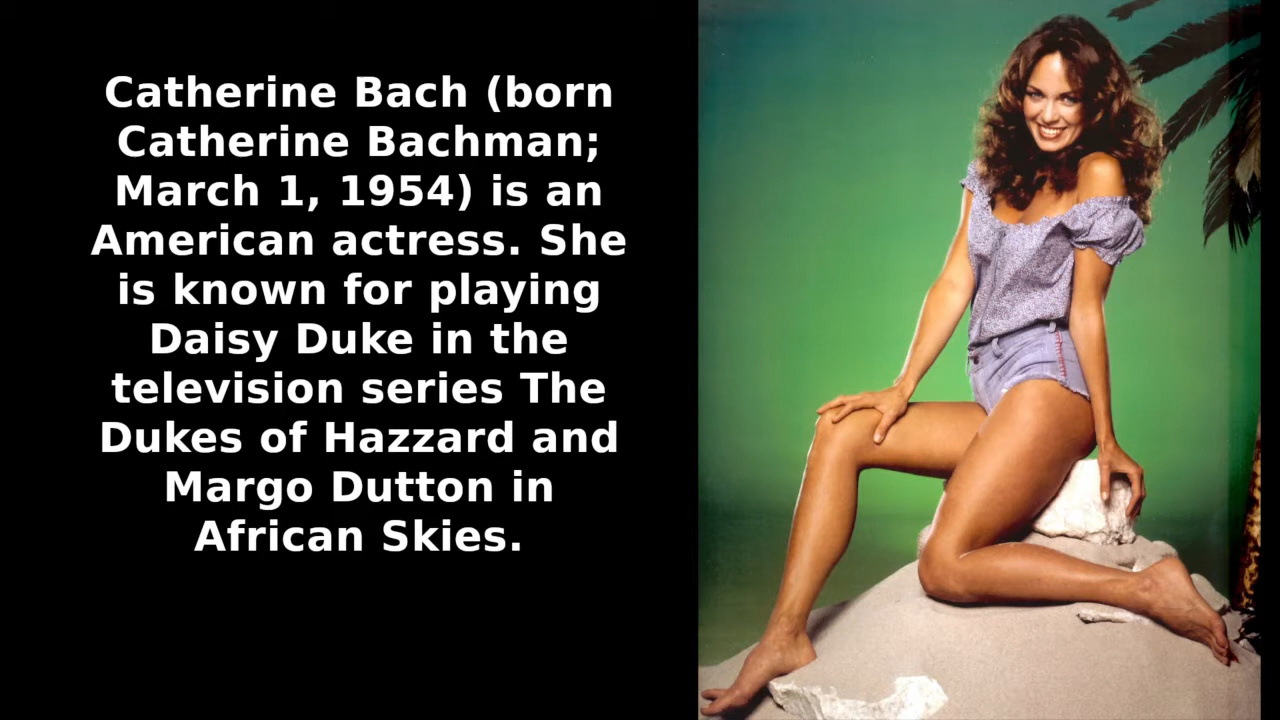 Catherine Bach (born
Catherine Bachman;
March 1, 1954) is an
American actress. She
is known for playing
Daisy Duke in the
television series The
Dukes of Hazzard and
Margo Dutton in
African Skies.